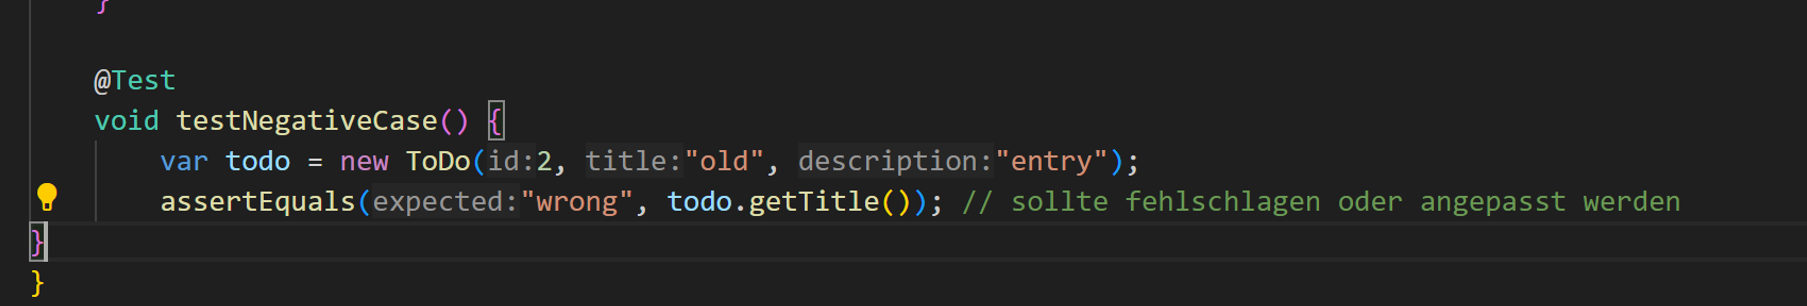 }
@Test
void testNegativeCase() {
var todo = new ToDo(id:2, title:"old", description:"entry");
assertEquals(expected:"wrong", todo.getTitle()); // sollte fehlschlagen oder angepasst werden
}
}